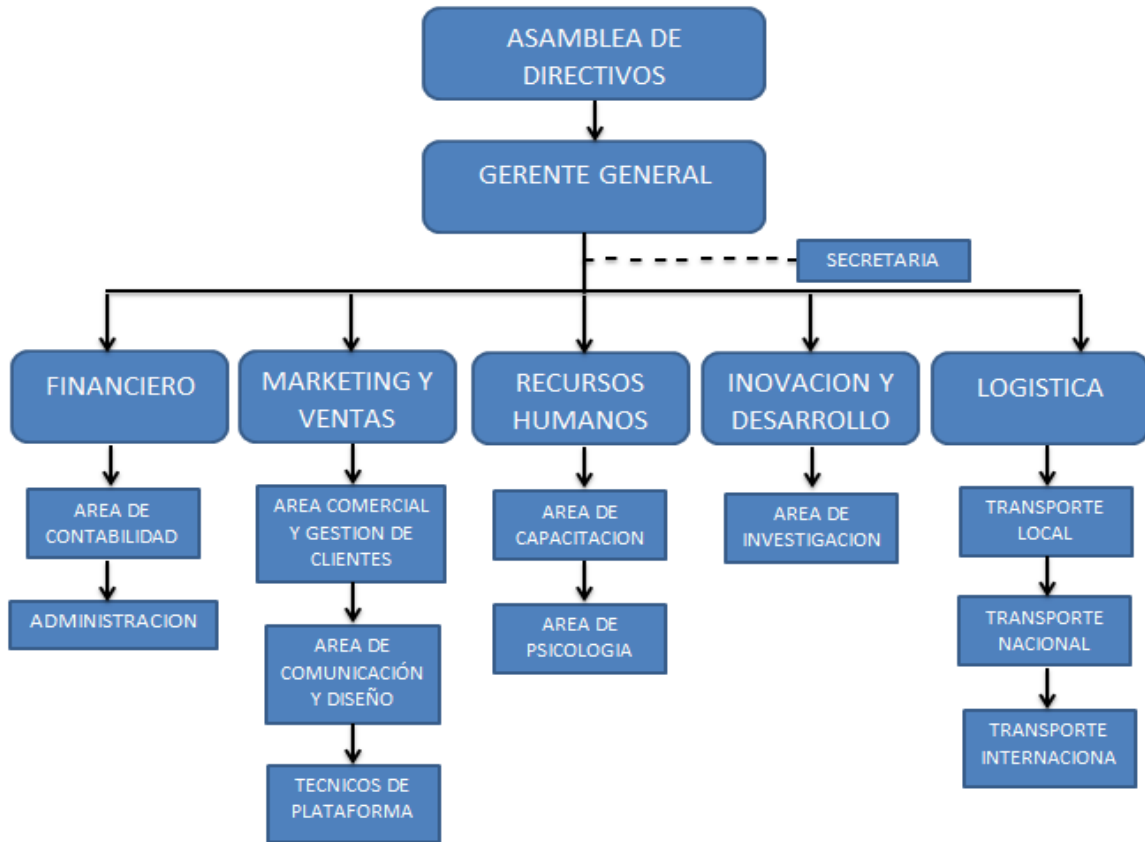 ASAMBLEA DE
DIRECTIVOS
GERENTE GENERAL
SECRETARIA
FINANCIERO
MARKETING Y
VENTAS
RECURSOS
HUMANOS
INOVACION Y
DESARROLLO
LOGISTICA
AREA DE
CONTABILIDAD
ADMINISTRACION
AREA COMERCIAL
Y GESTION DE
CLIENTES
AREA DE
COMUNICACIÓN
Y DISEÑO
TECNICOS DE
PLATAFORMA
AREA DE
CAPACITACION
AREA DE
PSICOLOGIA
AREA DE
INVESTIGACION
TRANSPORTE
LOCAL
TRANSPORTE
NACIONAL
TRANSPORTE
INTERNACIONA